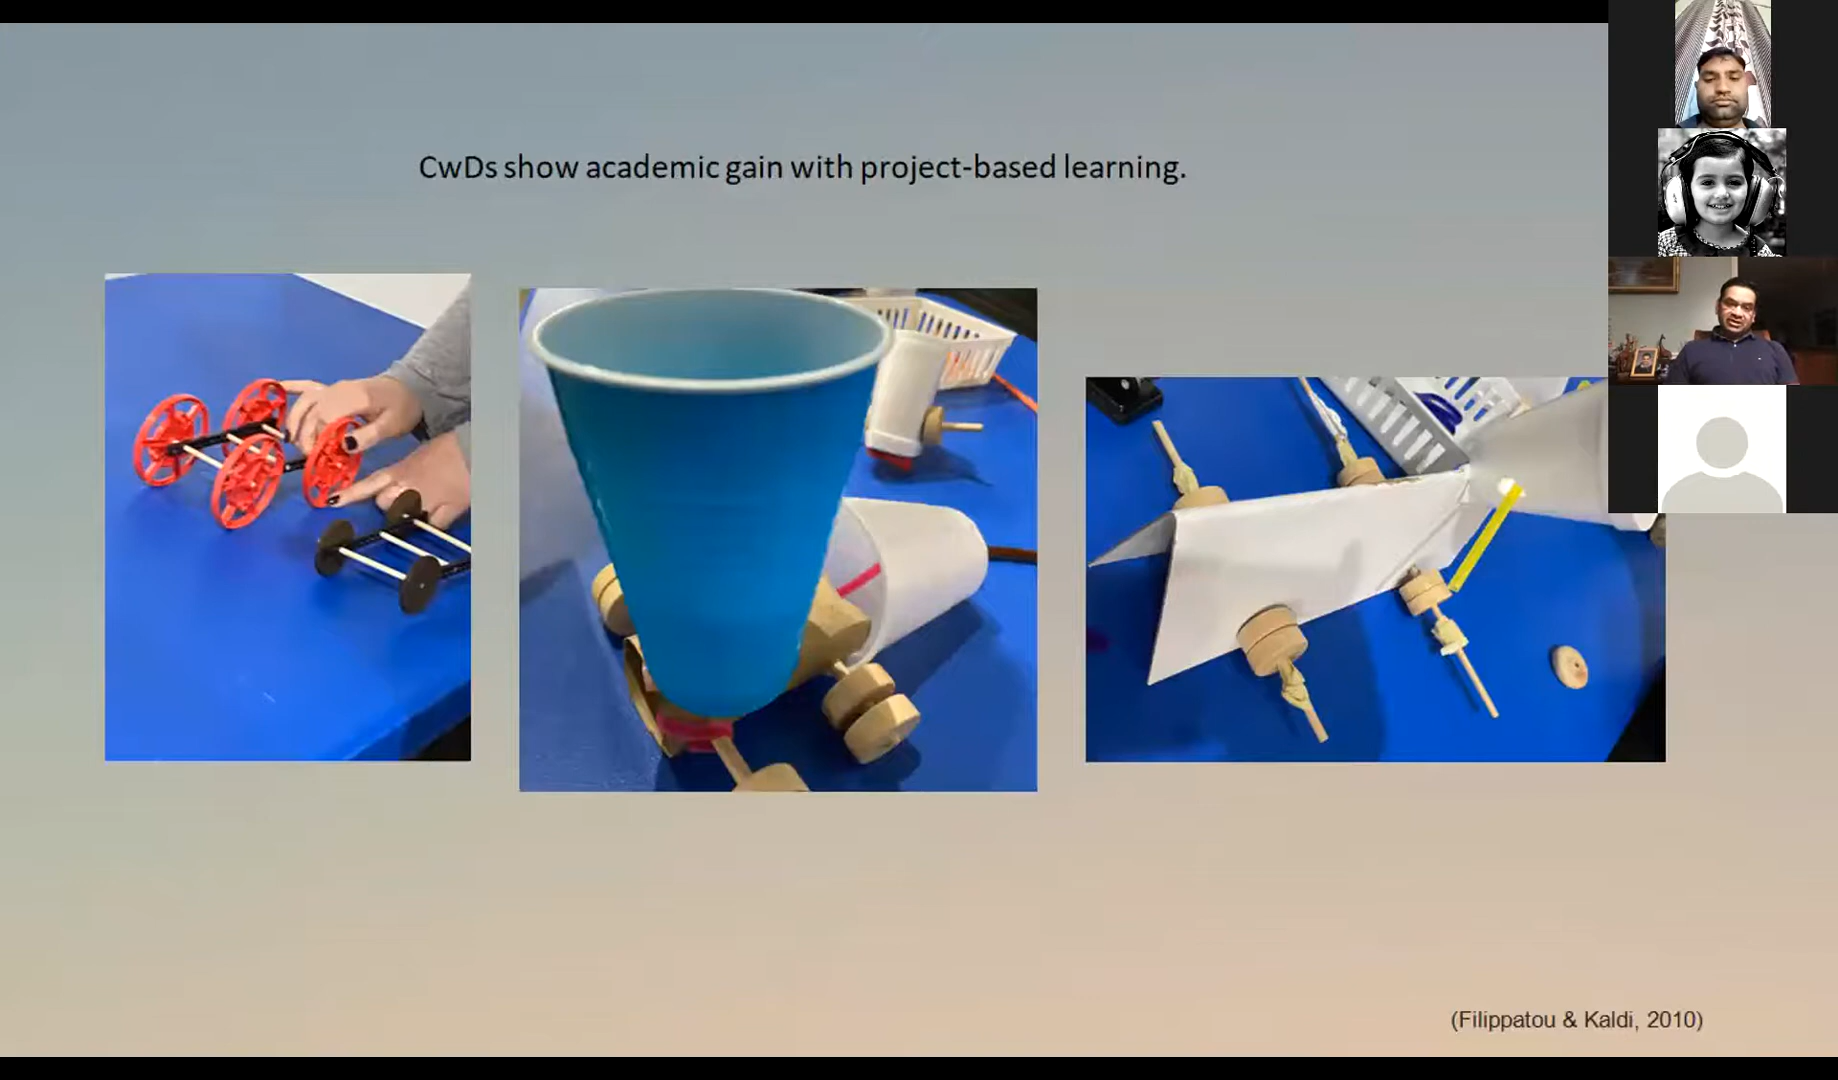 CwDs show academic gain with project-based learning.
(Filippatou & Kaldi, 2010)